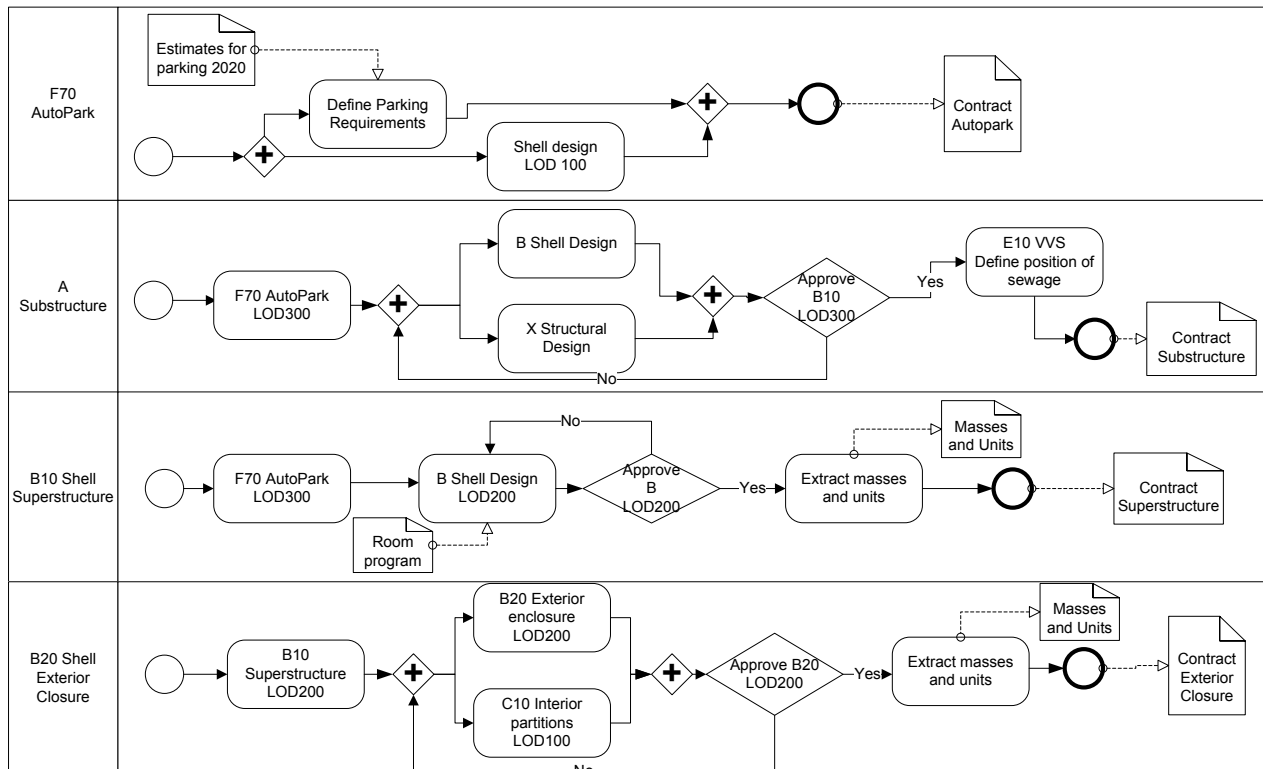 F70
AutoPark
Estimates for
parking 2020
Define Parking
Requirements
Shell design
LOD 100
Contract
Autopark
A
Substructure
F70 AutoPark
LOD300
B Shell Design
X Structural
Design
Approve
B10
LOD300
Yes
No
E10 VVS
Define position of
sewage
Contract
Substructure
B10 Shell
Superstructure
F70 AutoPark
LOD300
Room
program
B Shell Design
LOD200
No
Approve
B
LOD200
Yes
Extract masses
and units
Masses
and Units
Contract
Superstructure
B20 Shell
Exterior
Closure
B10
Superstructure
LOD200
B20 Exterior
enclosure
LOD200
C10 Interior
partitions
LOD100
Approve B20
LOD200
Yes
No
Extract masses
and units
Masses
and Units
Contract
Exterior
Closure